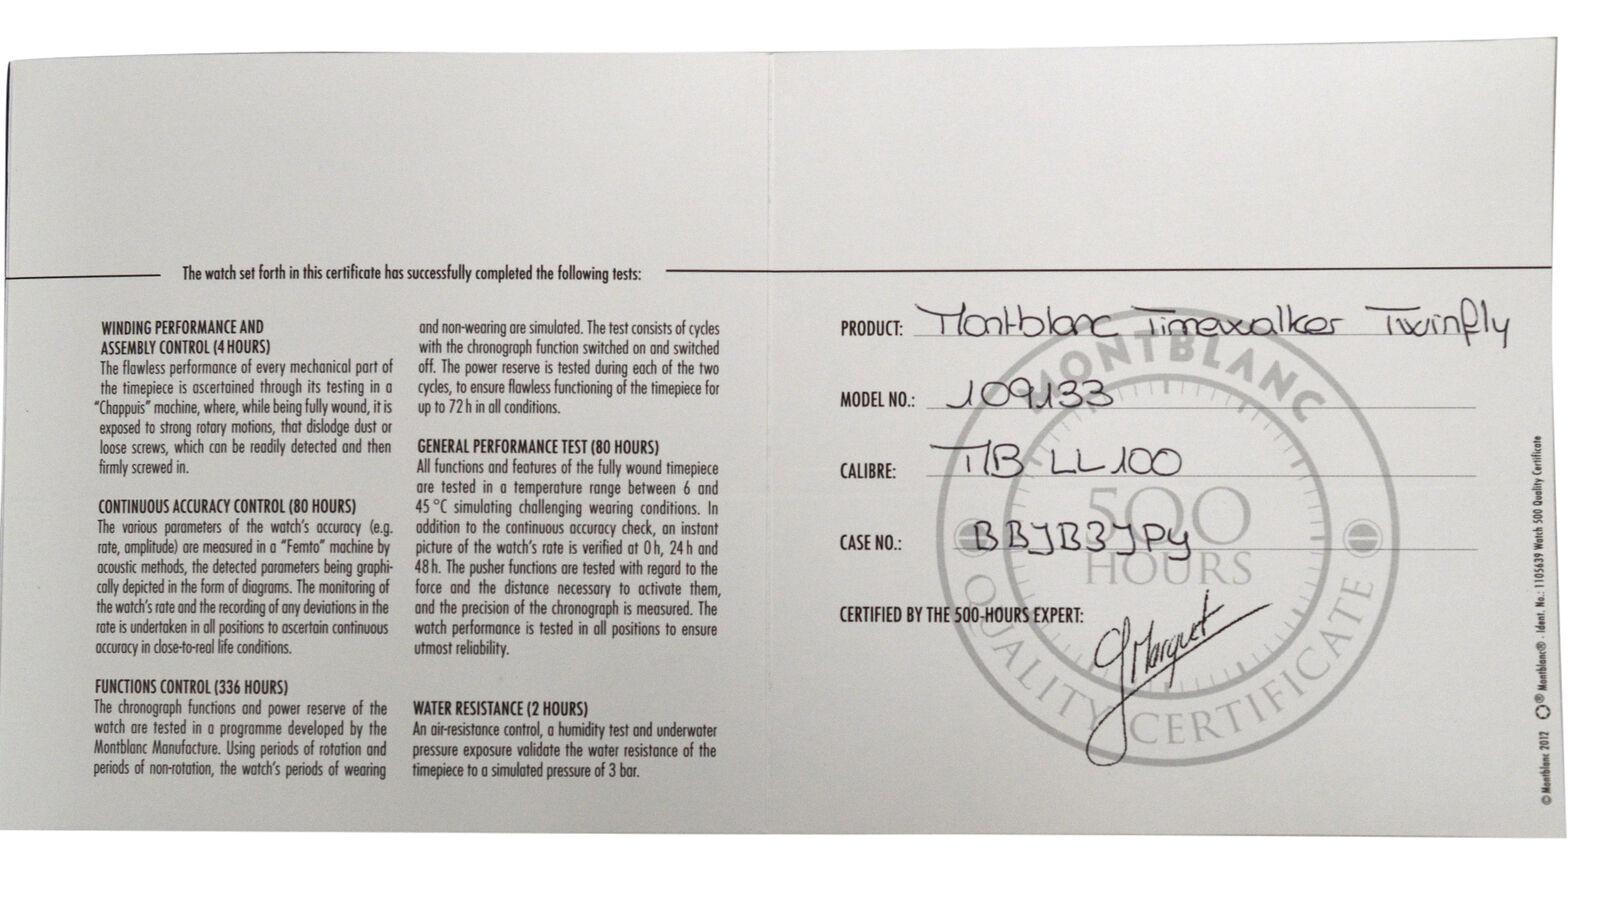 The watch set forth in this certificate has successfully completed the following tests:
WINDING PERFORMANCE AND
ASSEMBLY CONTROL (4 HOURS)
The flawless performance of every mechanical part of
the timepiece is ascertained through its testing in a
"Chappuis" machine, where, while being fully wound, it is
exposed to strong rotary motions, that dislodge dust or
loose screws, which can be readily detected and then
firmly screwed in.
CONTINUOUS ACCURACY CONTROL (80 HOURS)
The various parameters of the watch's accuracy (e.g.
rate, amplitude) are measured in a "Femto" machine by
acoustic methods, the detected parameters being graphi-
cally depicted in the form of diagrams. The monitoring of
the watch's rate and the recording of any deviations in the
rate is undertaken in all positions to ascertain continuous
accuracy in close-to-real life conditions.
FUNCTIONS CONTROL (336 HOURS)
The chronograph functions and power reserve of the
watch are tested in a programme developed by the
Montblanc Manufacture. Using periods of rotation and
periods of non-rotation, the watch's periods of wearing
and non-wearing are simulated. The test consists of cycles
with the chronograph function switched on and switched
off. The power reserve is tested during each of the two
cycles, to ensure flawless functioning of the timepiece for
up to 72 h in all conditions.
GENERAL PERFORMANCE TEST (80 HOURS)
All functions and features of the fully wound timepiece
are tested in a temperature range between 6 and
45 °C simulating challenging wearing conditions. In
addition to the continuous accuracy check, an instant
picture of the watch's rate is verified at 0 h, 24 h and
48 h. The pusher functions are tested with regard to the
force and the distance necessary to activate them,
and the precision of the chronograph is measured. The
watch performance is tested in all positions to ensure
utmost reliability.
WATER RESISTANCE (2 HOURS)
An air-resistance control, a humidity test and underwater
pressure exposure validate the water resistance of the
timepiece to a simulated pressure of 3 bar.
PRODUCT: Montblanc Timewalker Twinfly
MODEL NO.: 109133
CALIBRE: MB LL100
CASE NO.: BBJB3JPY
CERTIFIED BY THE 500-HOURS EXPERT:
J Marquet
MONTBLANC
500
HOURS
QUALITY CERTIFICATE
© Montblanc 2012 ® Montblanc® - Ident. No.: 1105639 Watch 500 Quality Certificate